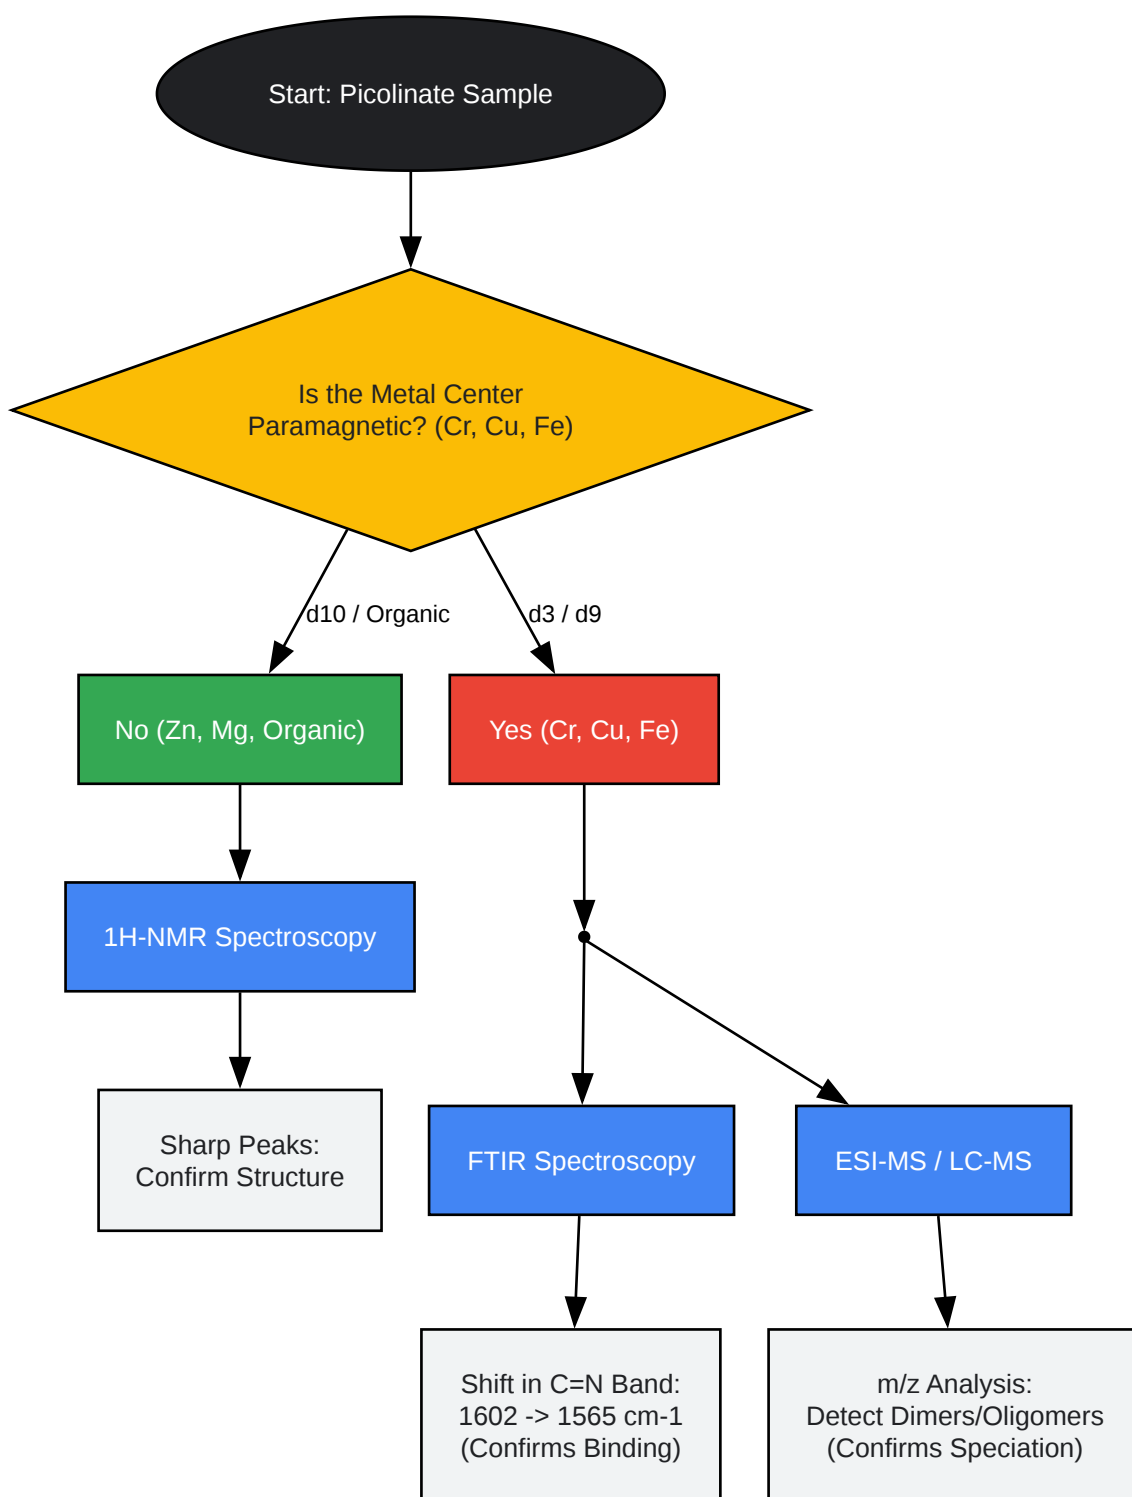 Start: Picolinate Sample
Is the Metal Center
Paramagnetic? (Cr, Cu, Fe)
d10 / Organic
d3 / d9
No (Zn, Mg, Organic)
Yes (Cr, Cu, Fe)
1H-NMR Spectroscopy
Sharp Peaks:
Confirm Structure
FTIR Spectroscopy
ESI-MS / LC-MS
Shift in C=N Band:
1602 -> 1565 cm-1
(Confirms Binding)
m/z Analysis:
Detect Dimers/Oligomers
(Confirms Speciation)